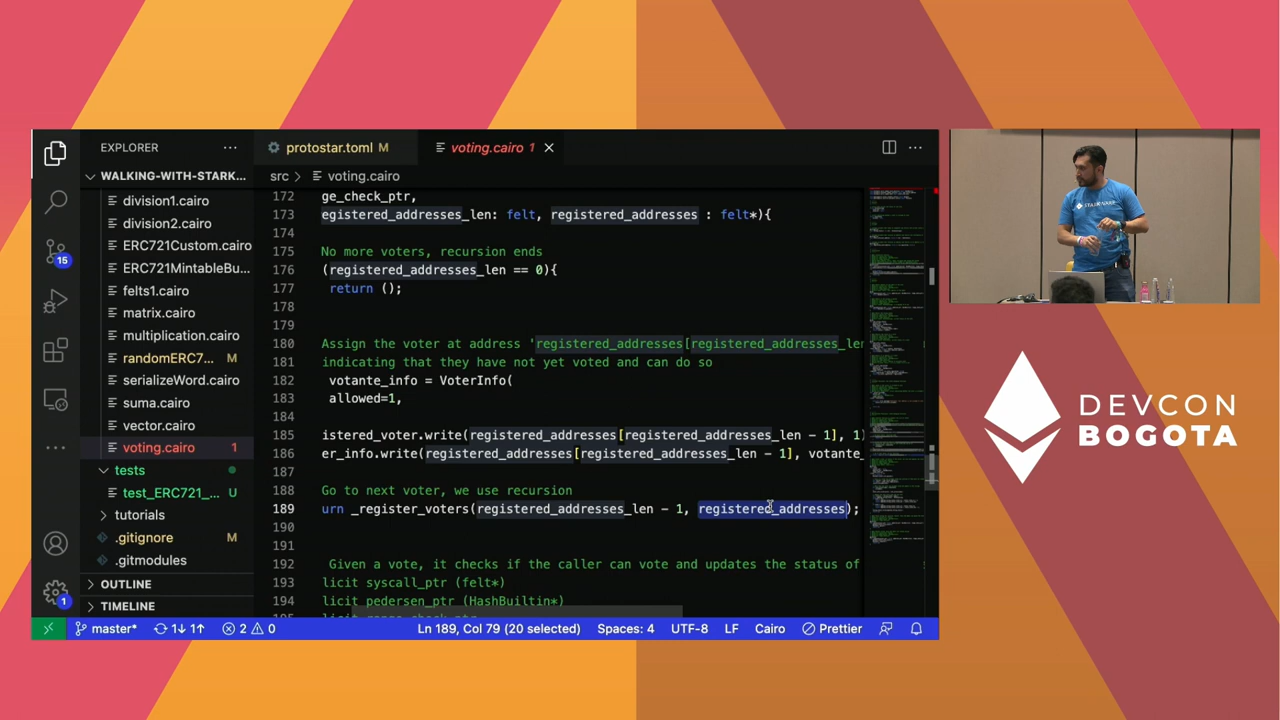 EXPLORER
protostar.toml M
voting.cairo 1
WALKING-WITH-STARK...
src
voting.cairo
division1.cairo
division2.cairo
ERC721Custom.cairo
ERC721MintableBu...
felts1.cairo
matrix.cairo
multiplicacion.cairo
randomERC7... M
serializeWord.cairo
suma.cairo
vector.cairo
voting.cairo 1
tests
test_ERC721_... U
tutorials
.gitignore M
.gitmodules
OUTLINE
TIMELINE
15
1
172 ge_check_ptr,
173 egistered_addresses_len: felt, registered_addresses : felt*){
174
175 No more voters, recursion ends
176 (registered_addresses_len == 0){
177 return ();
178
179
180 Assign the voter at address 'registered_addresses[registered_addresses_len
181 indicating that they have not yet voted and can do so
182 votante_info = VoterInfo(
183 allowed=1,
184
185 ister_voter.write(registered_addresses[registered_addresses_len - 1], 1)
186 er_info.write(registered_addresses[registered_addresses_len - 1], votante_
187
188 Go to next voter, we use recursion
189 urn registered_addresses_len - 1, registered_addresses);
190
191
192 Given a vote, it checks if the caller can vote and updates the status of
193 licit syscall_ptr (felt*)
194 licit pedersen_ptr (HashBuiltin*)
master* 1↓ 1↑ 2 0 Ln 189, Col 79 (20 selected) Spaces: 4 UTF-8 LF Cairo Prettier
STARKWARE
DEVCON
BOGOTA